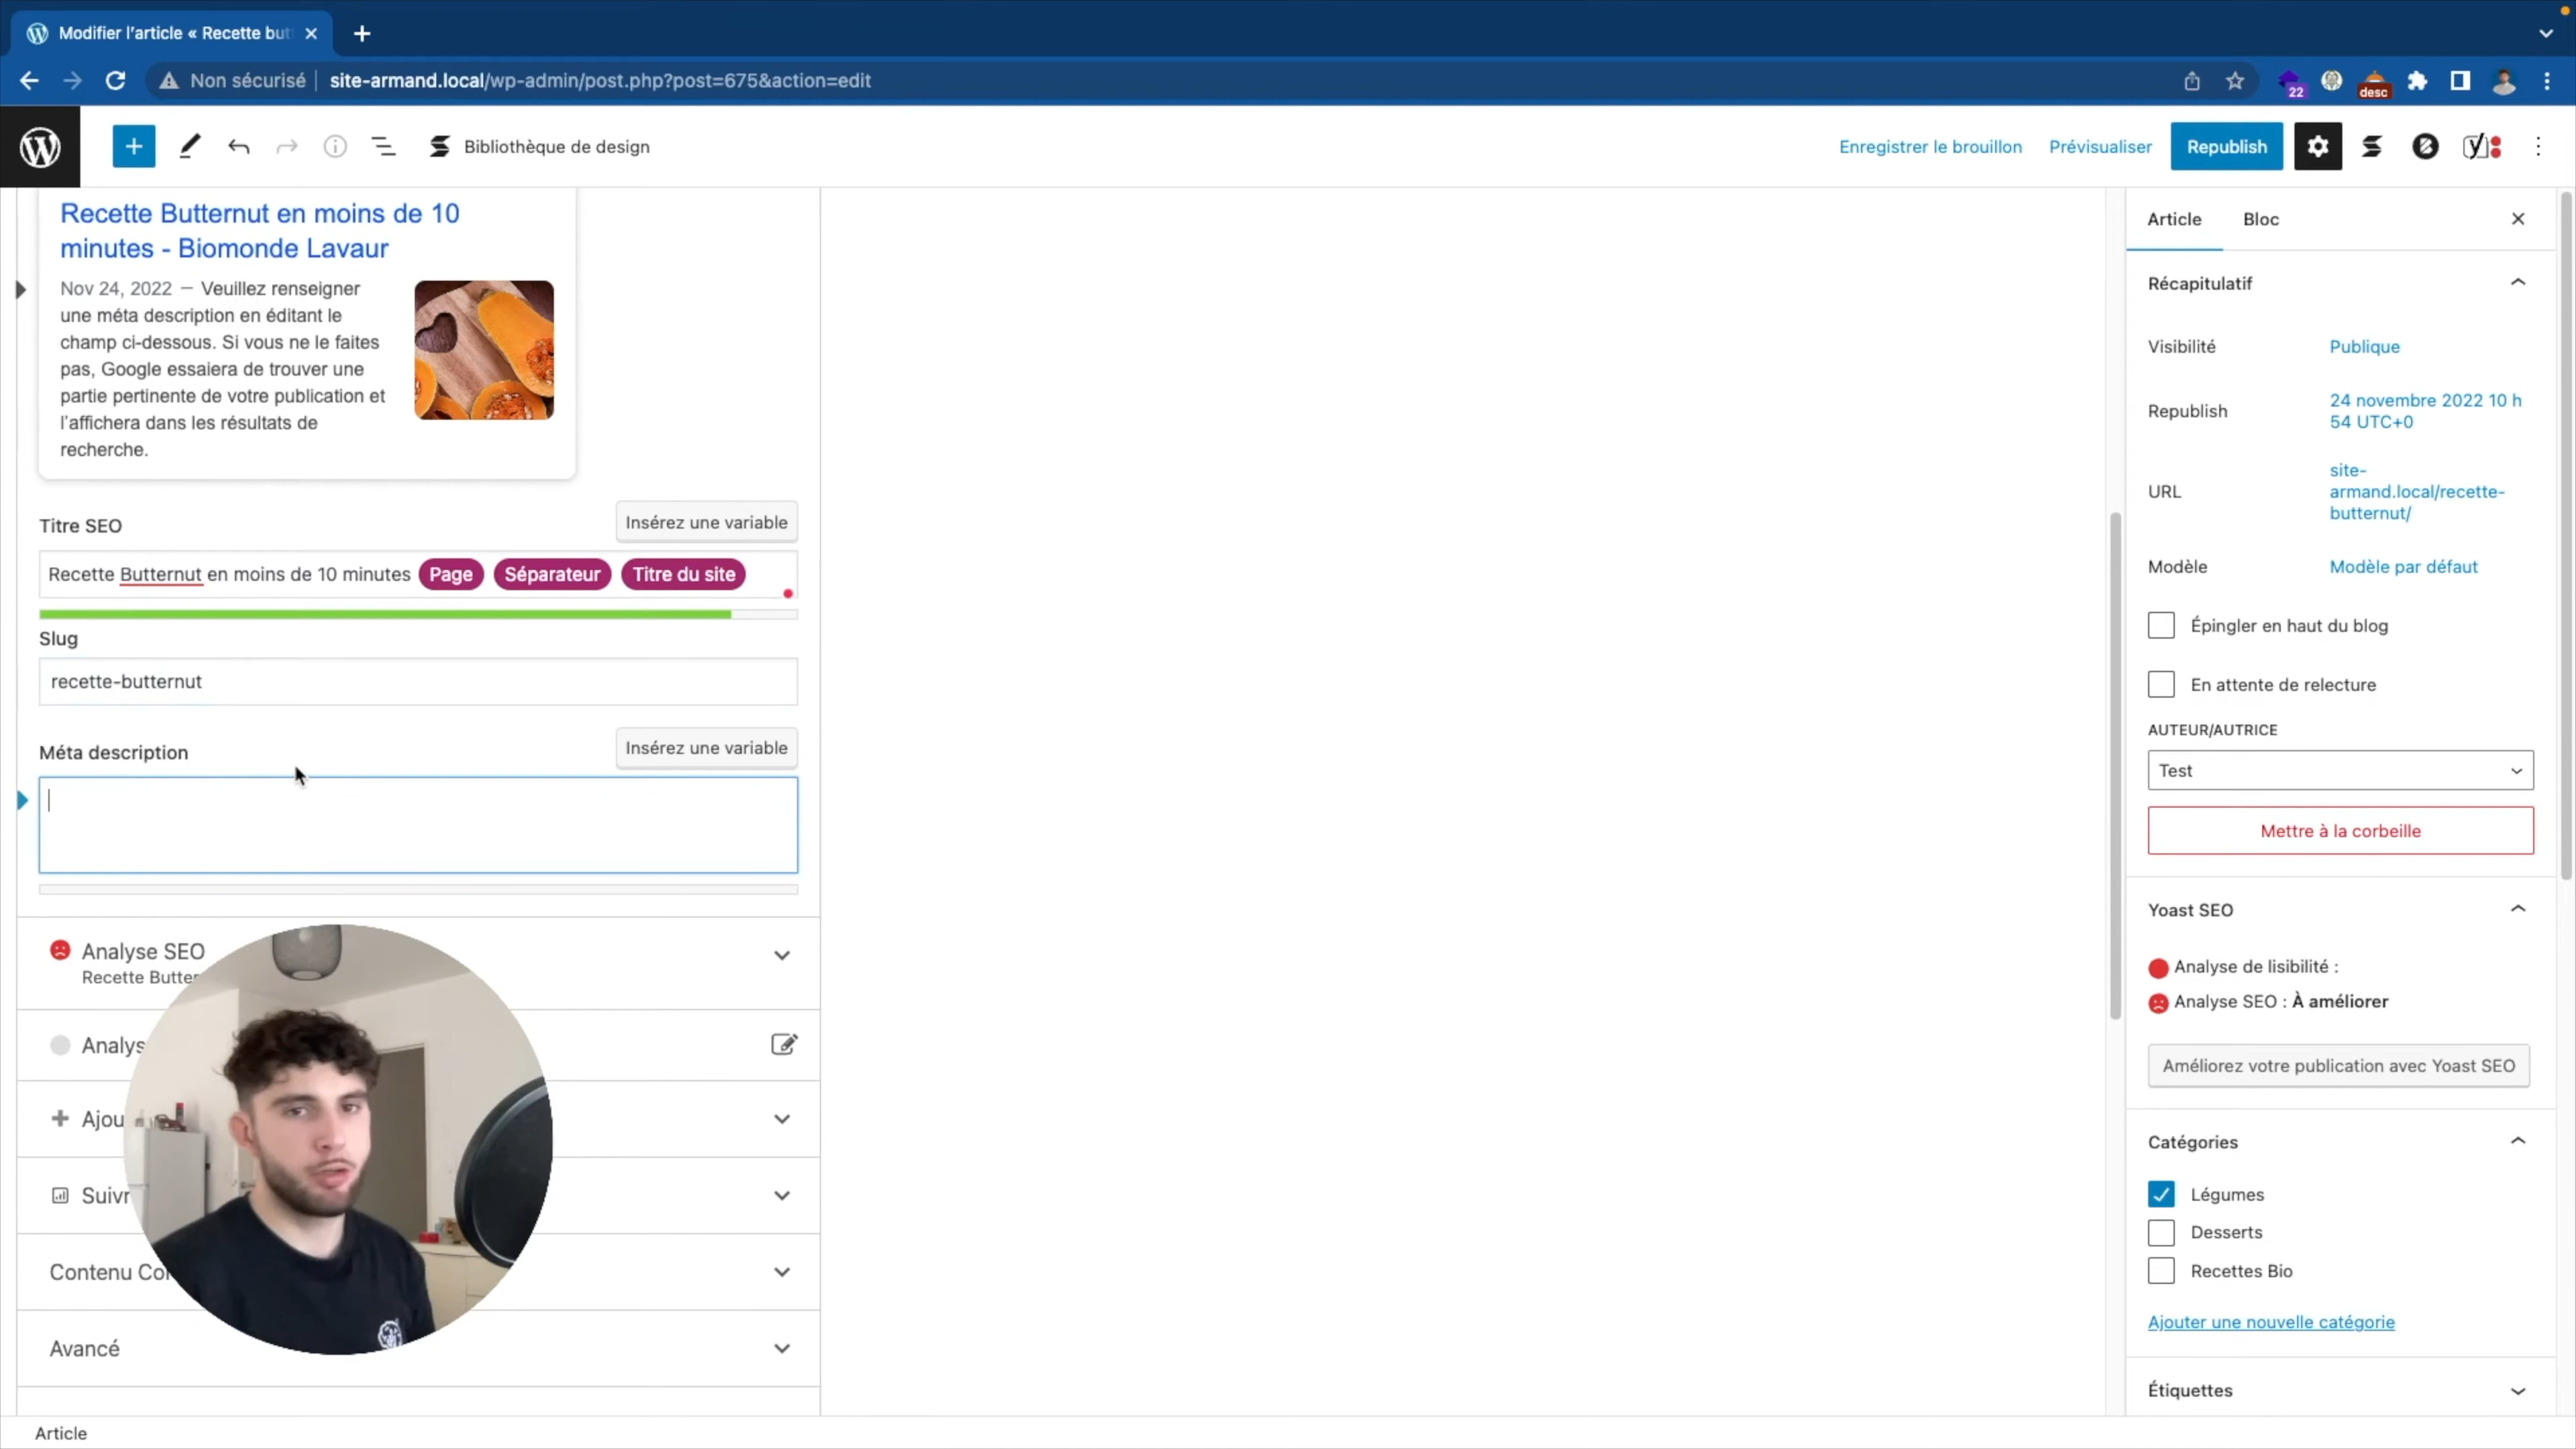 Modifier l'article « Recette but
Non sécurisé | site-armand.local/wp-admin/post.php?post=675&action=edit
22
desc
Bibliothèque de design
Enregistrer le brouillon
Prévisualiser
Republish
Recette Butternut en moins de 10
minutes - Biomonde Lavaur
Nov 24, 2022 — Veuillez renseigner
une méta description en éditant le
champ ci-dessous. Si vous ne le faites
pas, Google essaiera de trouver une
partie pertinente de votre publication et
l'affichera dans les résultats de
recherche.
Titre SEO
Insérez une variable
Recette Butternut en moins de 10 minutes Page Séparateur Titre du site
Slug
recette-butternut
Méta description
Insérez une variable
Analyse SEO
Recette Butter
Analys
Ajou
Suivr
Contenu Co
Avancé
Article
Article Bloc
Récapitulatif
Visibilité
Publique
Republish
24 novembre 2022 10 h
54 UTC+0
URL
site-
armand.local/recette-
butternut/
Modèle
Modèle par défaut
Épingler en haut du blog
En attente de relecture
AUTEUR/AUTRICE
Test
Mettre à la corbeille
Yoast SEO
Analyse de lisibilité :
Analyse SEO : À améliorer
Améliorez votre publication avec Yoast SEO
Catégories
Légumes
Desserts
Recettes Bio
Ajouter une nouvelle catégorie
Étiquettes